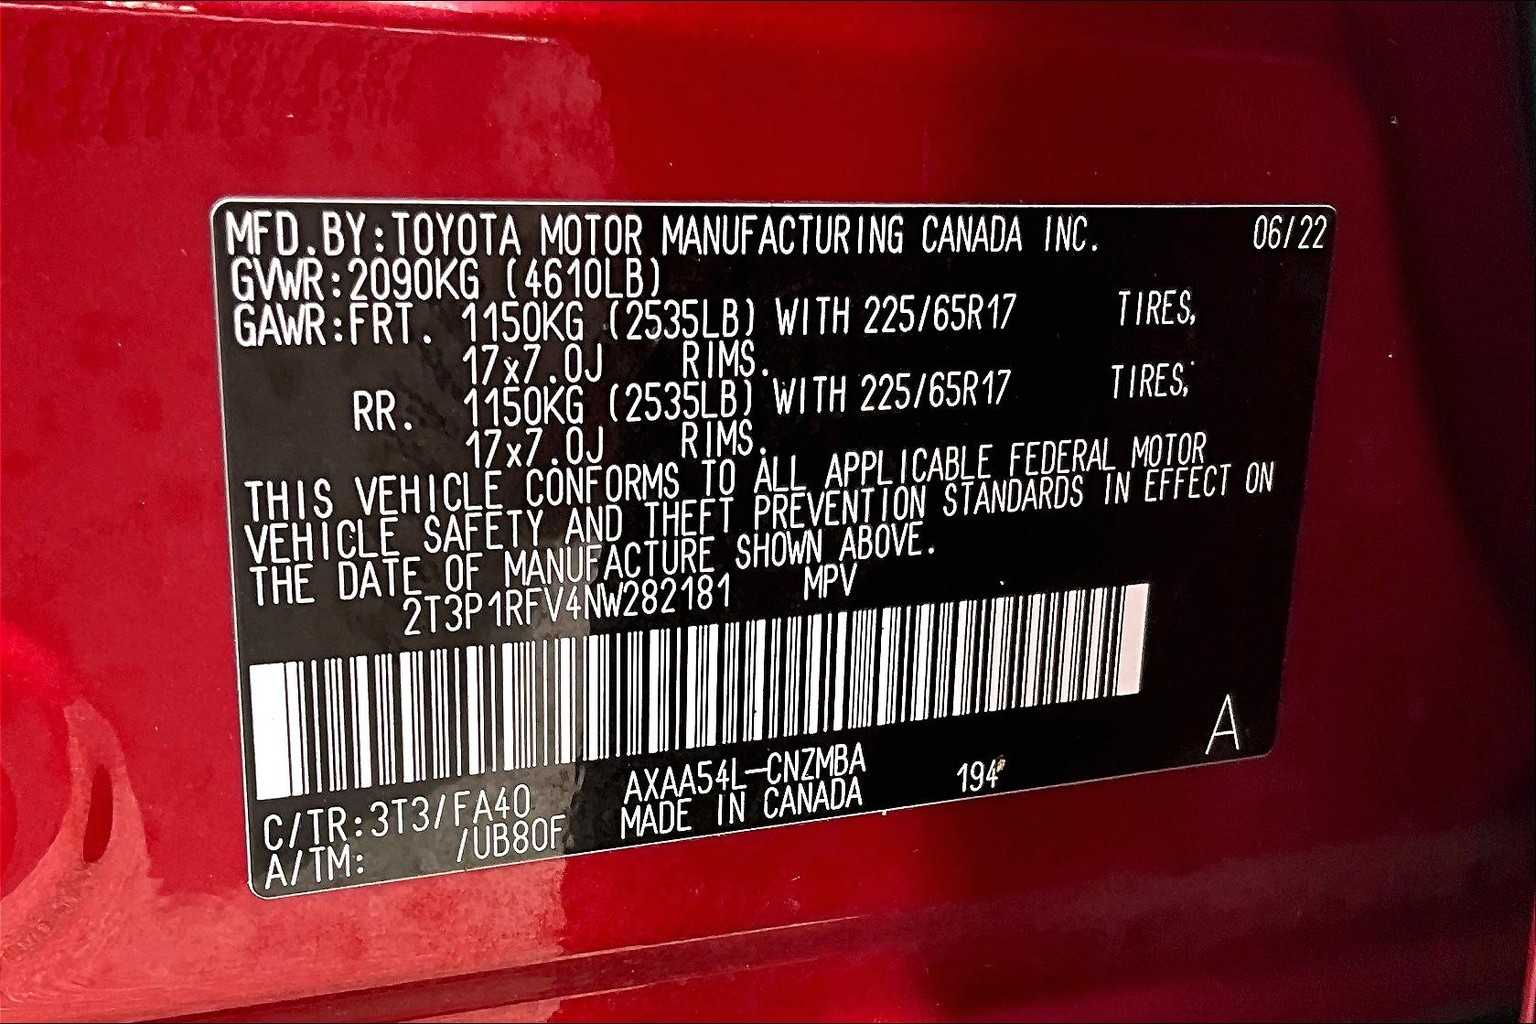 MFD.BY:TOYOTA MOTOR MANUFACTURING CANADA INC. 06/22
GVWR:2090KG (4610LB)
GAWR:FRT. 1150KG (2535LB) WITH 225/65R17 TIRES,
17x7.0J RIMS.
RR. 1150KG (2535LB) WITH 225/65R17 TIRES,
17x7.0J RIMS.
THIS VEHICLE CONFORMS TO ALL APPLICABLE FEDERAL MOTOR
VEHICLE SAFETY AND THEFT PREVENTION STANDARDS IN EFFECT ON
THE DATE OF MANUFACTURE SHOWN ABOVE.
2T3P1RFV4NW282181 MPV
A
C/TR:3T3/FA40 AXAA54L-CNZMBA 194
A/TM: /UB80F MADE IN CANADA